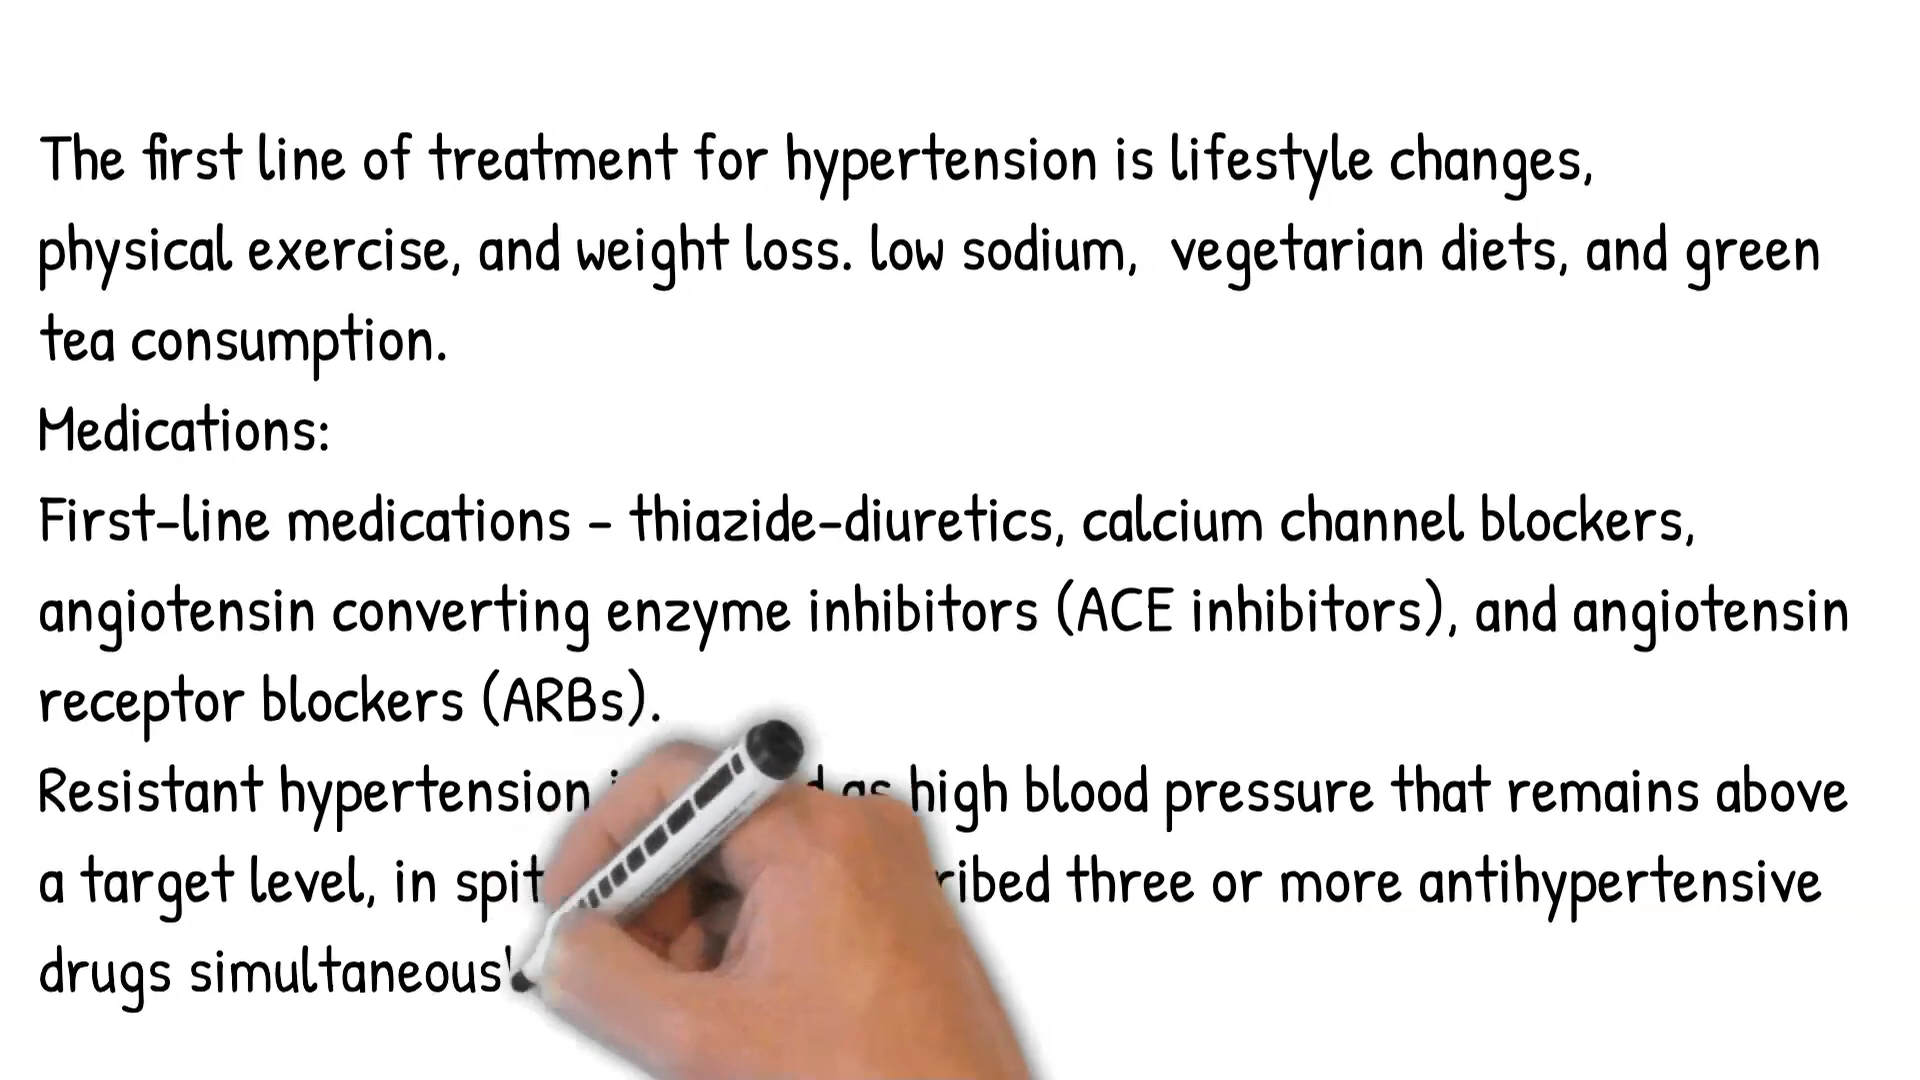 The first line of treatment for hypertension is lifestyle changes,
physical exercise, and weight loss. low sodium, vegetarian diets, and green
tea consumption.
Medications:
First-line medications - thiazide-diuretics, calcium channel blockers,
angiotensin converting enzyme inhibitors (ACE inhibitors), and angiotensin
receptor blockers (ARBs).
Resistant hypertension as high blood pressure that remains above
a target level, in three or more antihypertensive
drugs